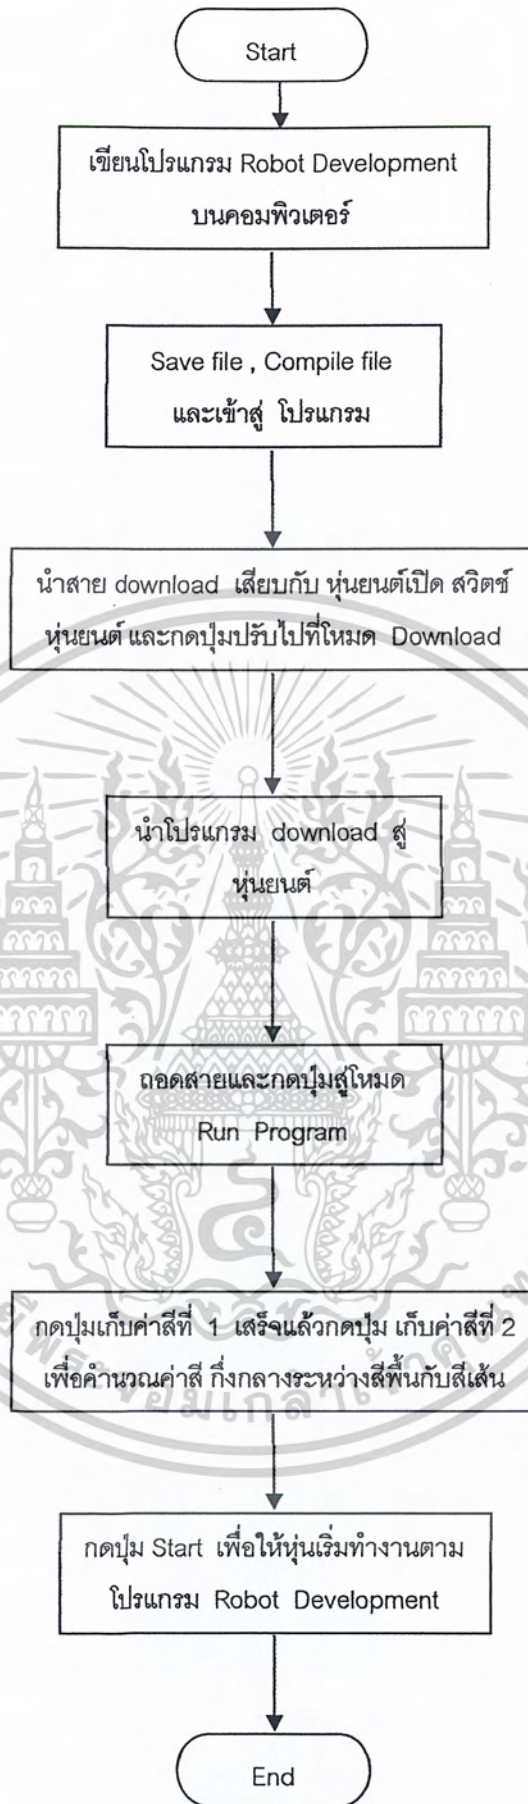 Start
เขียนโปรแกรม Robot Development
บนคอมพิวเตอร์
Save file , Compile file
และเข้าสู่ โปรแกรม
นำสาย download เสียบกับ หุ่นยนต์เปิด สวิตช์
หุ่นยนต์ และกดปุ่มปรับไปที่โหมด Download
นำโปรแกรม download สู่
หุ่นยนต์
ถอดสายและกดปุ่มสู่โหมด
Run Program
กดปุ่มเก็บค่าสีที่ 1 เสร็จแล้วกดปุ่ม เก็บค่าสีที่ 2
เพื่อคำนวณค่าสี กึ่งกลางระหว่างสีพื้นกับสีเส้น
กดปุ่ม Start เพื่อให้หุ่นเริ่มทำงานตาม
โปรแกรม Robot Development
End